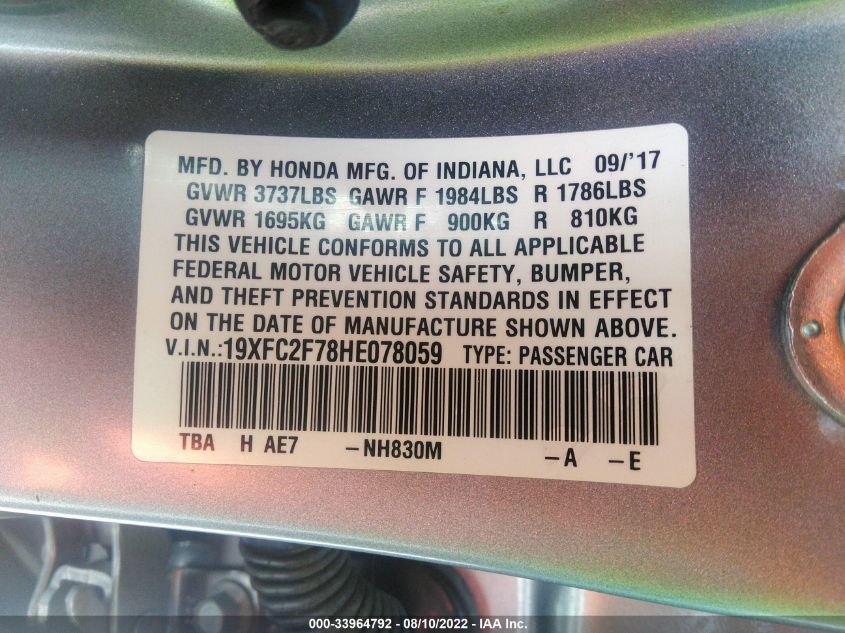 MFD. BY HONDA MFG. OF INDIANA, LLC 09/'17
GVWR 3737LBS GAWR F 1984LBS R 1786LBS
GVWR 1695KG GAWR F 900KG R 810KG
THIS VEHICLE CONFORMS TO ALL APPLICABLE
FEDERAL MOTOR VEHICLE SAFETY, BUMPER,
AND THEFT PREVENTION STANDARDS IN EFFECT
ON THE DATE OF MANUFACTURE SHOWN ABOVE.
V.I.N.:19XFC2F78HE078059 TYPE: PASSENGER CAR
TBA H AE7 -NH830M -A -E
000-33964792 - 08/10/2022 - IAA Inc.